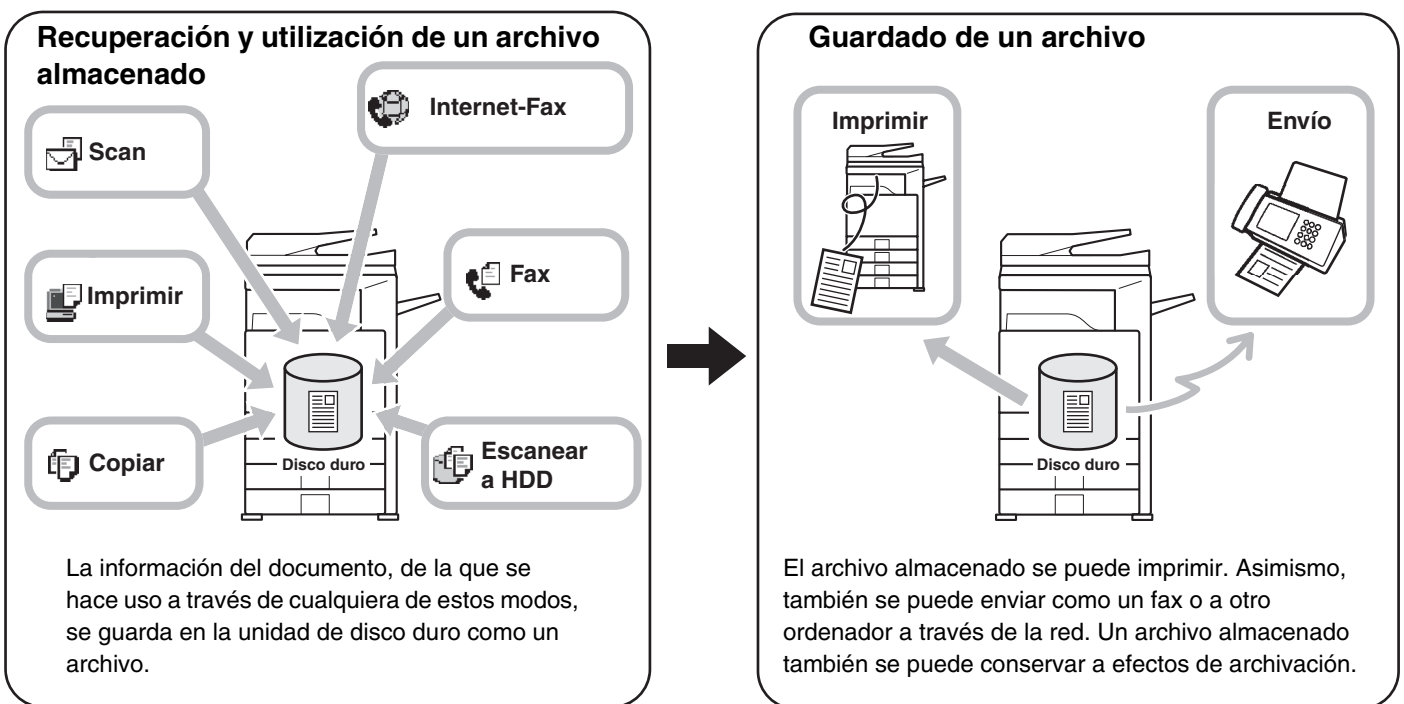 Recuperación y utilización de un archivo
almacenado
Internet-Fax
Scan
Imprimir
Fax
Copiar
Disco duro
Escanear
a HDD
La información del documento, de la que se
hace uso a través de cualquiera de estos modos,
se guarda en la unidad de disco duro como un
archivo.
Guardado de un archivo
Imprimir
Envío
Disco duro
El archivo almacenado se puede imprimir. Asimismo,
también se puede enviar como un fax o a otro
ordenador a través de la red. Un archivo almacenado
también se puede conservar a efectos de archivación.